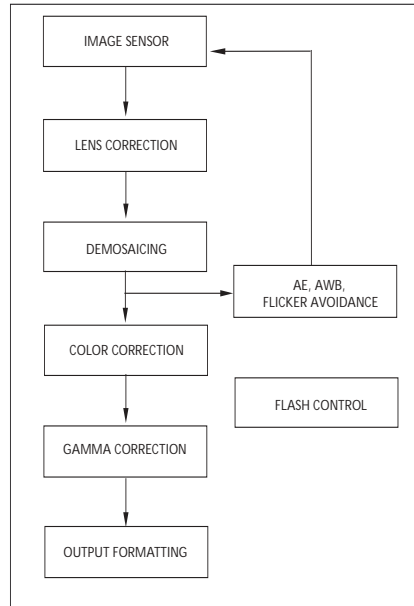 IMAGE SENSOR
LENS CORRECTION
DEMOSAICING
AE, AWB,
FLICKER AVOIDANCE
COLOR CORRECTION
FLASH CONTROL
GAMMA CORRECTION
OUTPUT FORMATTING